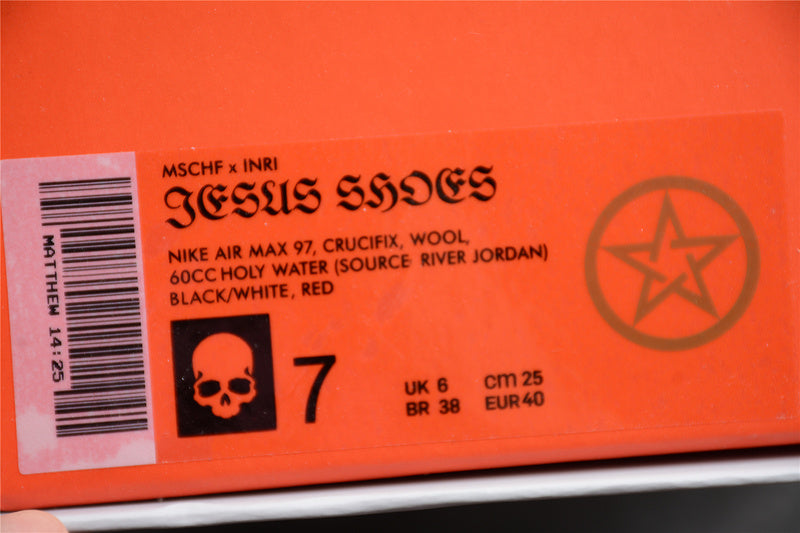 MSCHF x INRI
JESUS SHOES
NIKE AIR MAX 97, CRUCIFIX, WOOL,
60CC HOLY WATER (SOURCE: RIVER JORDAN)
BLACK/WHITE, RED
MATTHEW 14:25
7
UK 6 cm 25
BR 38 EUR 40